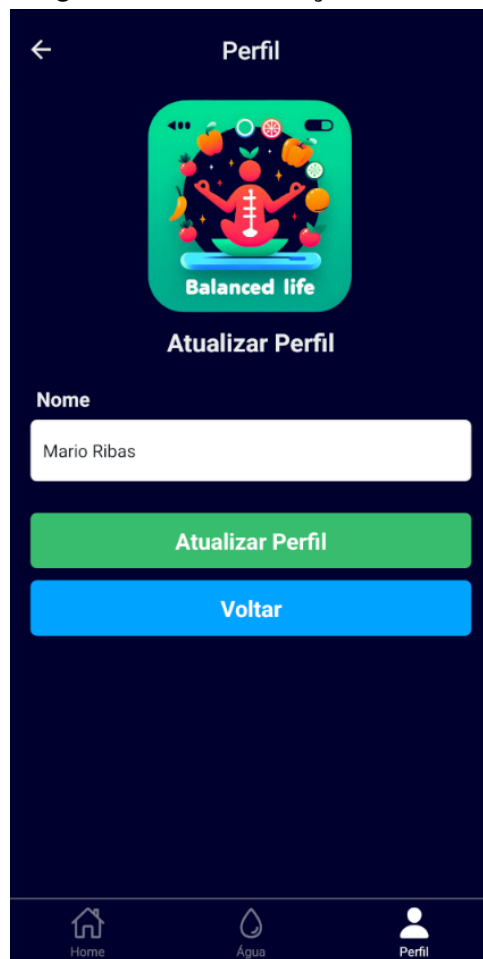 Perfil
Balanced life
Atualizar Perfil
Nome
Mario Ribas
Atualizar Perfil
Voltar
Home
Água
Perfil